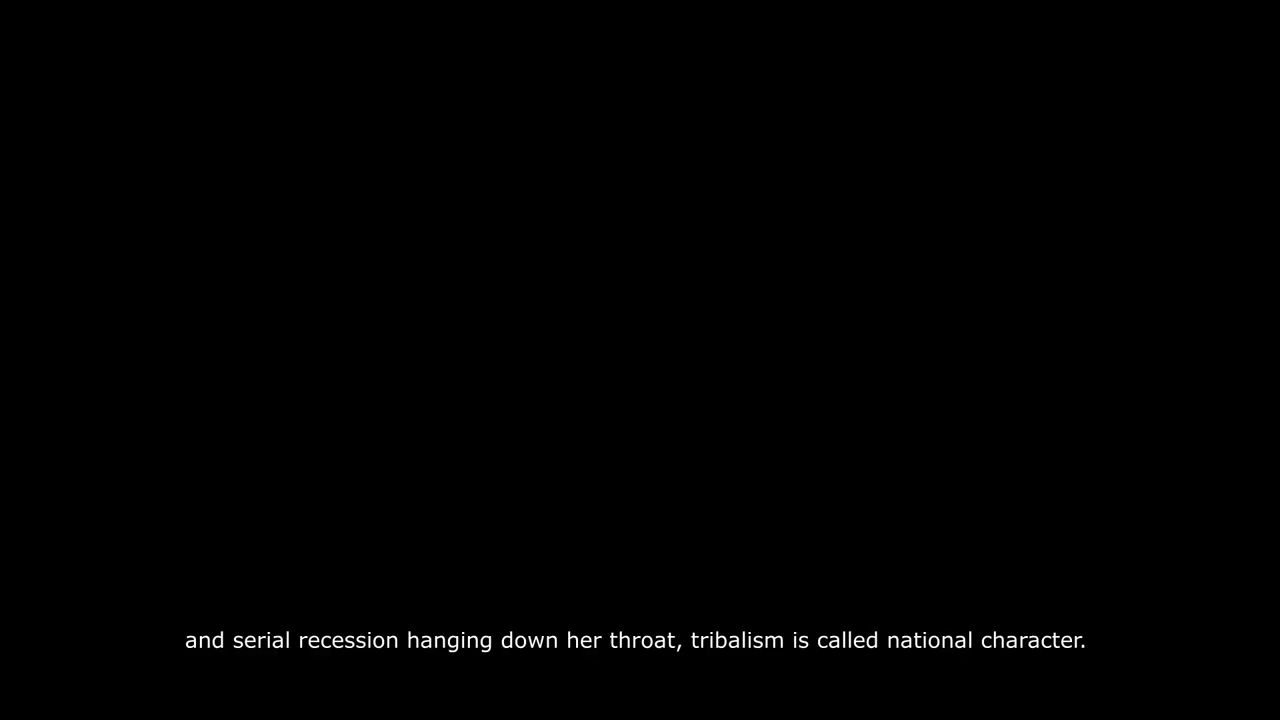 and serial recession hanging down her throat, tribalism is called national character.